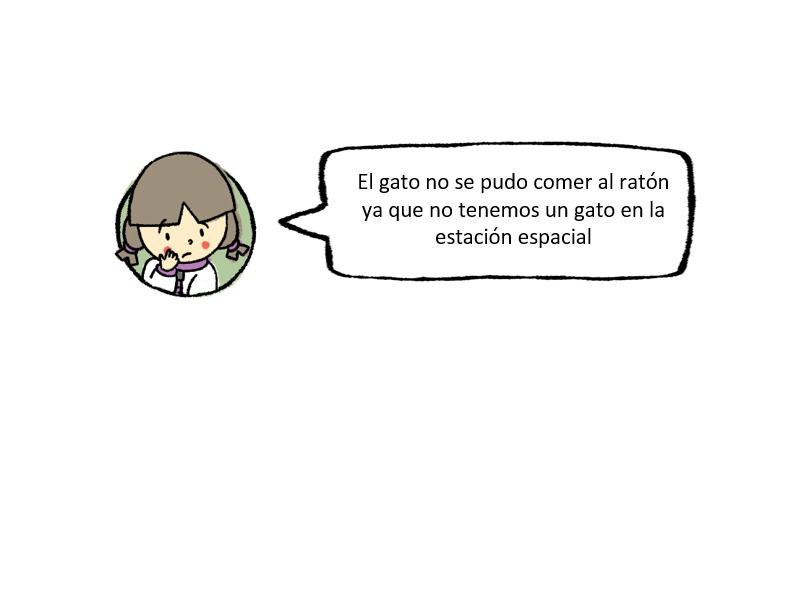 El gato no se pudo comer al ratón
ya que no tenemos un gato en la
estación espacial